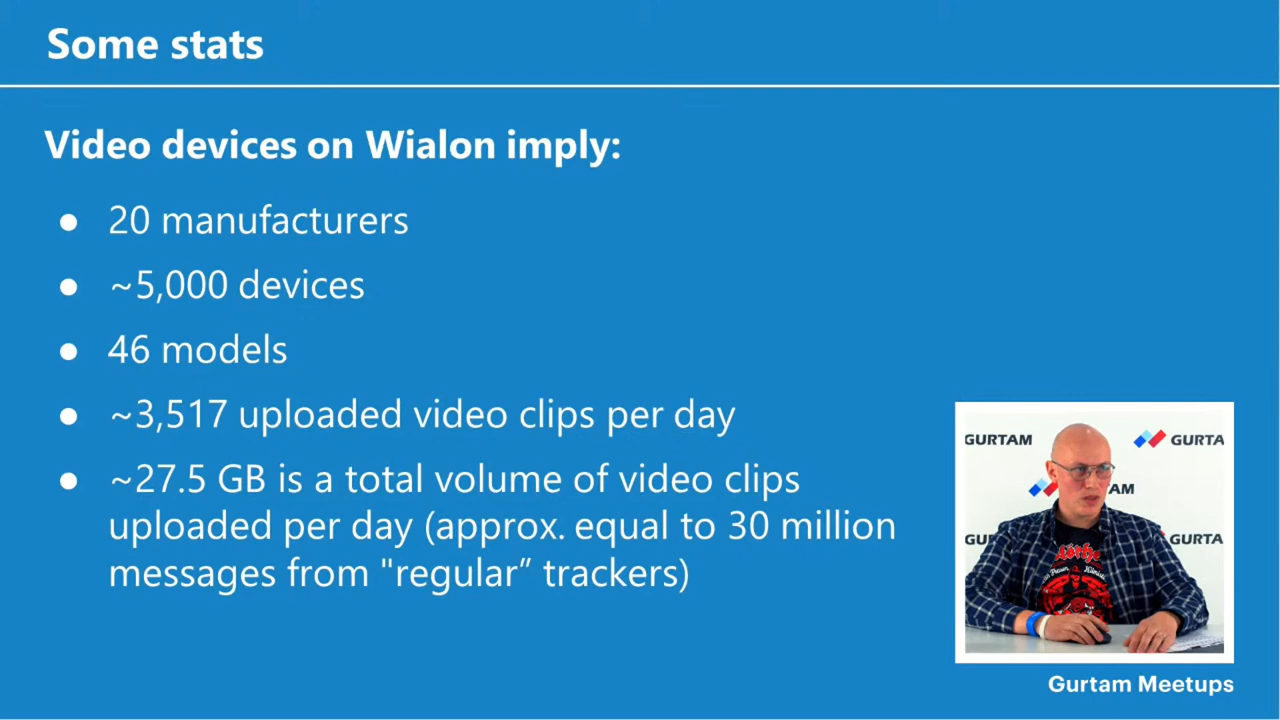 Some stats
Video devices on Wialon imply:
● 20 manufacturers
● ~5,000 devices
● 46 models
● ~3,517 uploaded video clips per day
● ~27.5 GB is a total volume of video clips
uploaded per day (approx. equal to 30 million
messages from "regular” trackers)
GURTAM
GURTA
AM
GU
GURTA
Gurtam Meetups